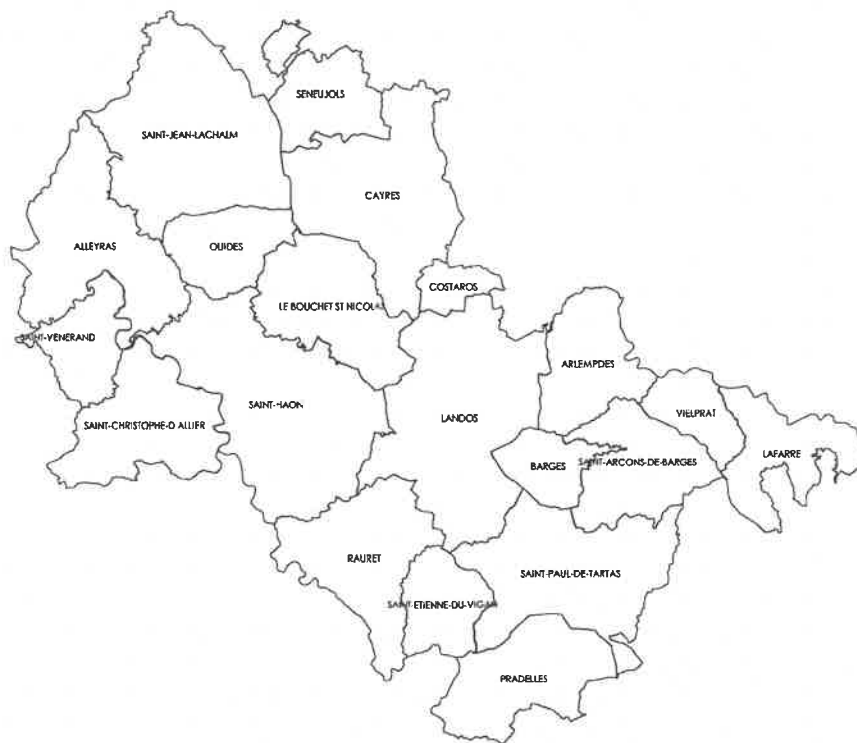 SENEUJOLS
SAINT-JEAN-LACHALM
CAYRES
ALLEYRAS
OUIDES
COSTAROS
LE BOUCHET ST NICOLAS
SAINT-VENERAND
ARLEMPDES
SAINT-HAON
VIELPRAT
LANDOS
SAINT-CHRISTOPHE-D ALLIER
LAFARRE
BARGES
SAINT-ARCONS-DE-BARGES
RAURET
SAINT-PAUL-DE-TARTAS
SAINT-ETIENNE-DU-VIGAN
PRADELLES